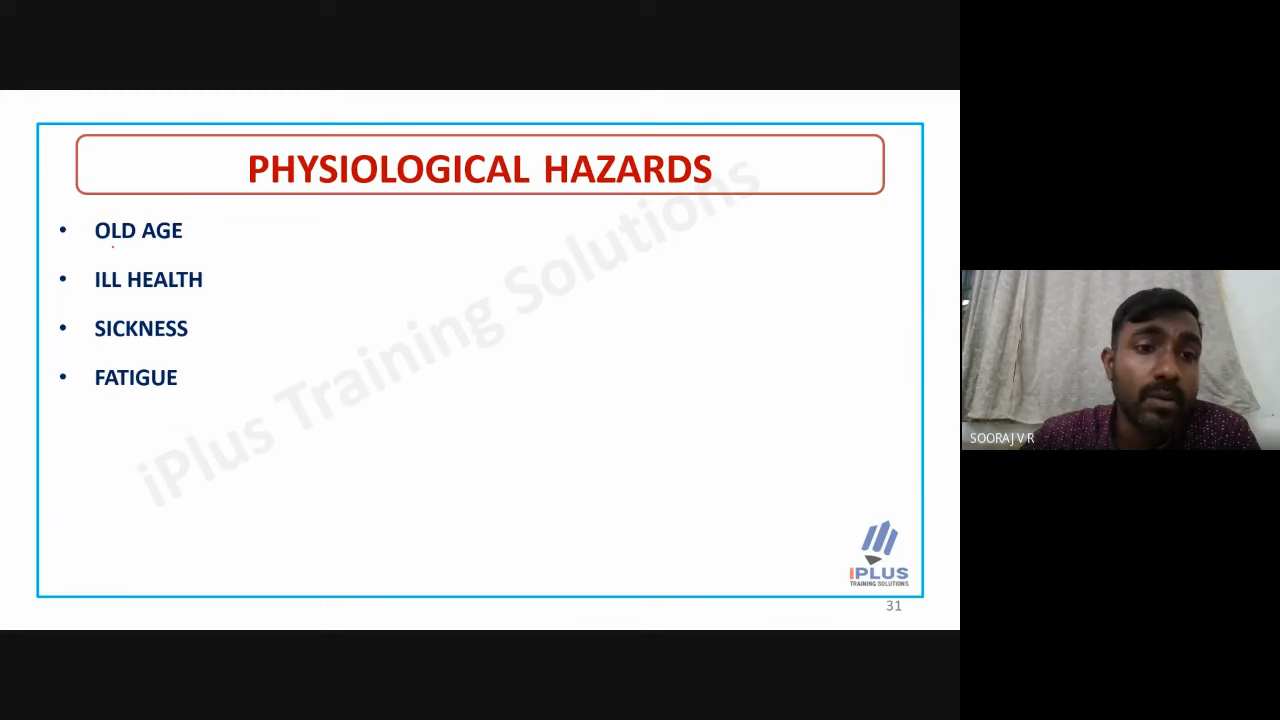 PHYSIOLOGICAL HAZARDS
• OLD AGE
• ILL HEALTH
• SICKNESS
• FATIGUE
iPlus Training Solutions
IPLUS
TRAINING SOLUTIONS
31
SOORAJ V R